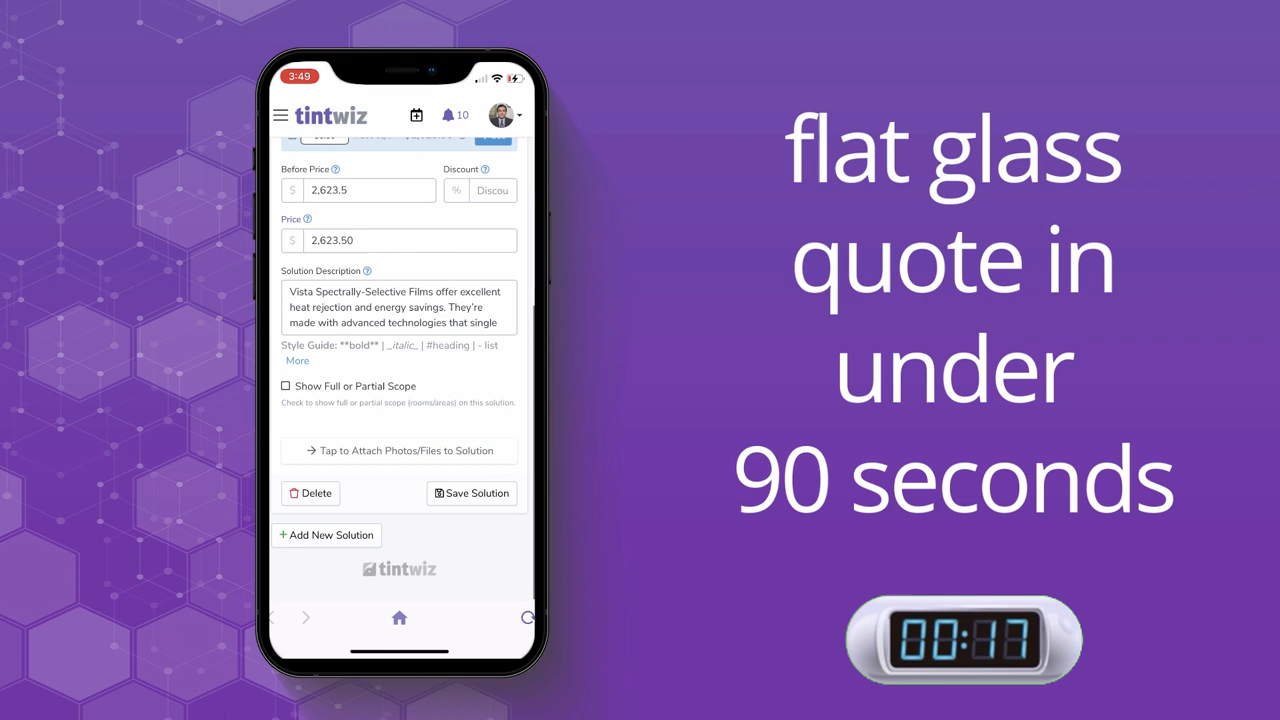 3:49
tintwiz
10
Before Price
Discount
$ 2,623.5
% Discou
Price
$ 2,623.50
Solution Description
Vista Spectrally-Selective Films offer excellent
heat rejection and energy savings. They're
made with advanced technologies that single
Style Guide: **bold** | _italic_ | #heading | - list
More
Show Full or Partial Scope
Check to show full or partial scope (rooms/areas) on this solution.
→ Tap to Attach Photos/Files to Solution
Delete
Save Solution
+ Add New Solution
tintwiz
flat glass
quote in
under
90 seconds
00:17